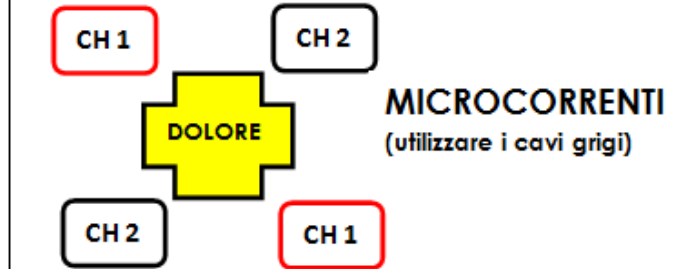 CH 1
CH 2
MICROCORRENTI
DOLORE
(utilizzare i cavi grigi)
CH 2
CH 1